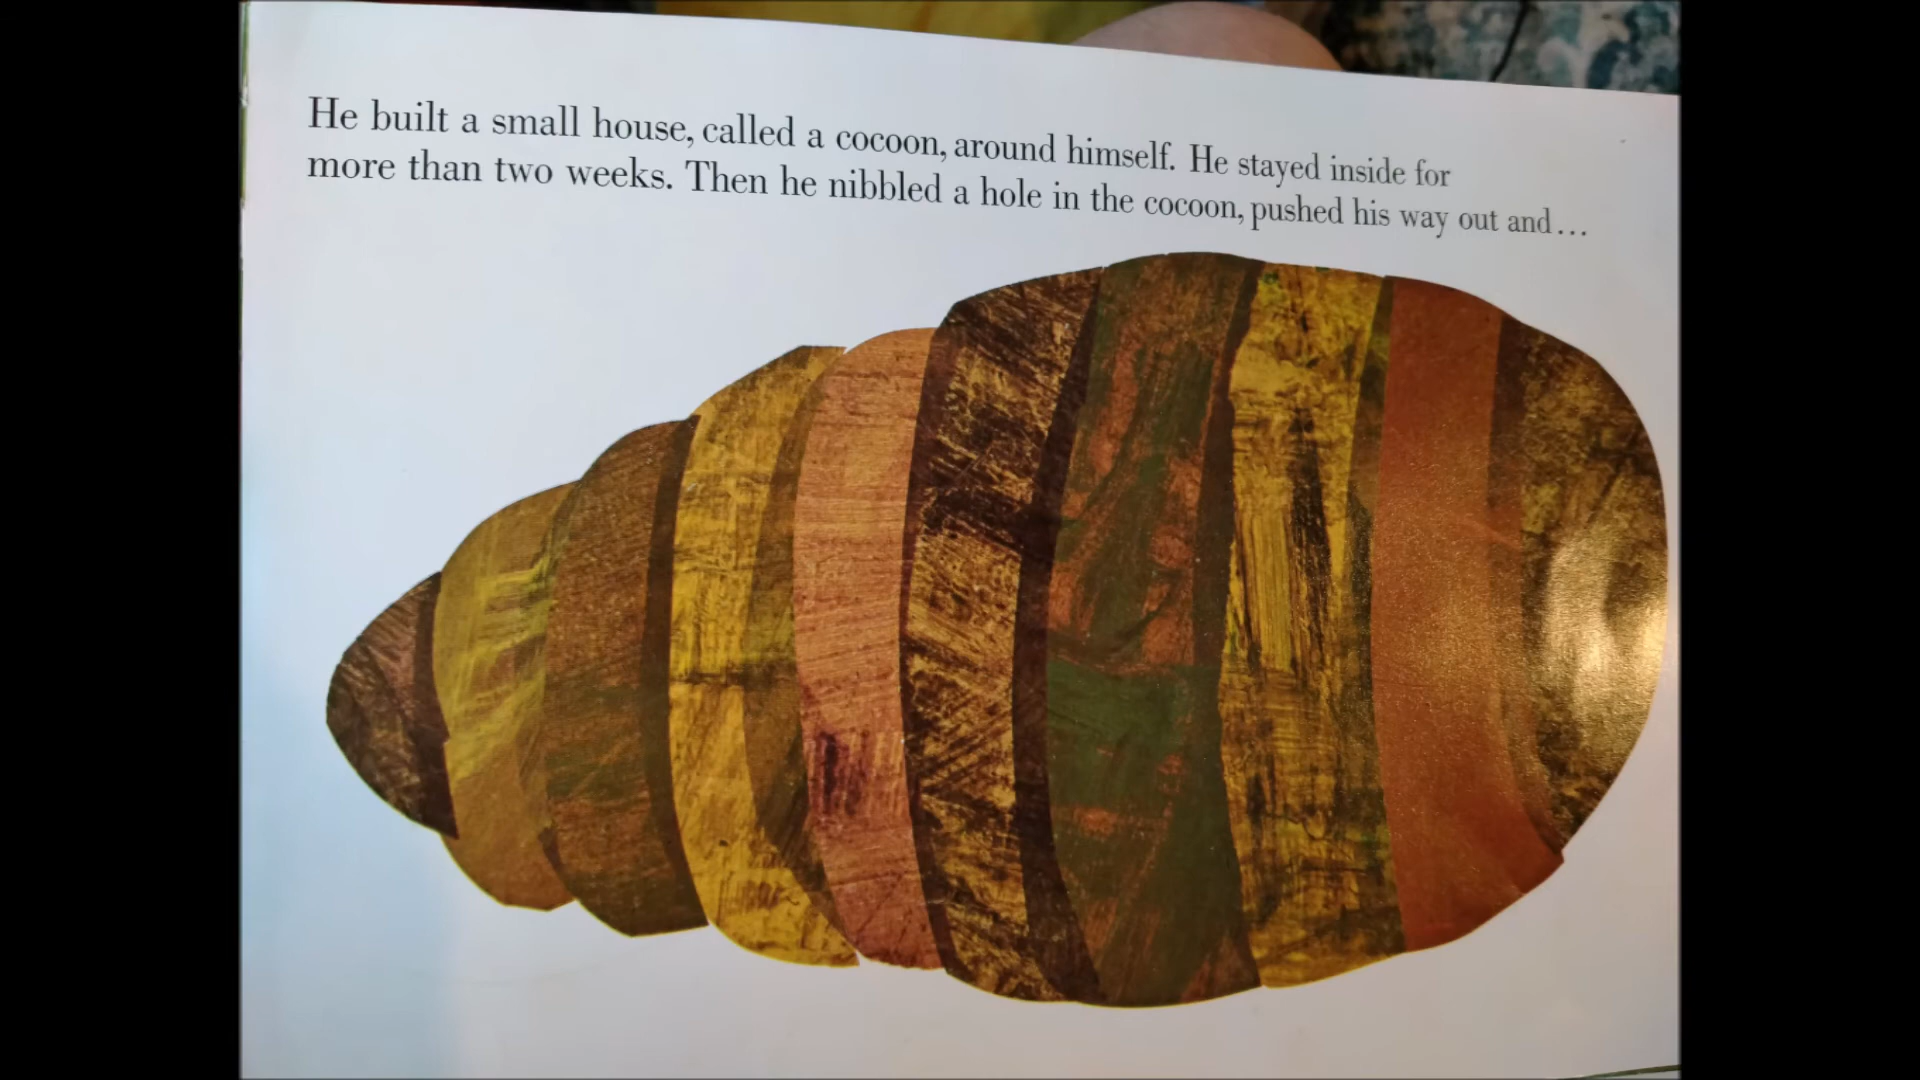 He built a small house, called a cocoon, around himself. He stayed inside for
more than two weeks. Then he nibbled a hole in the cocoon, pushed his way out and...